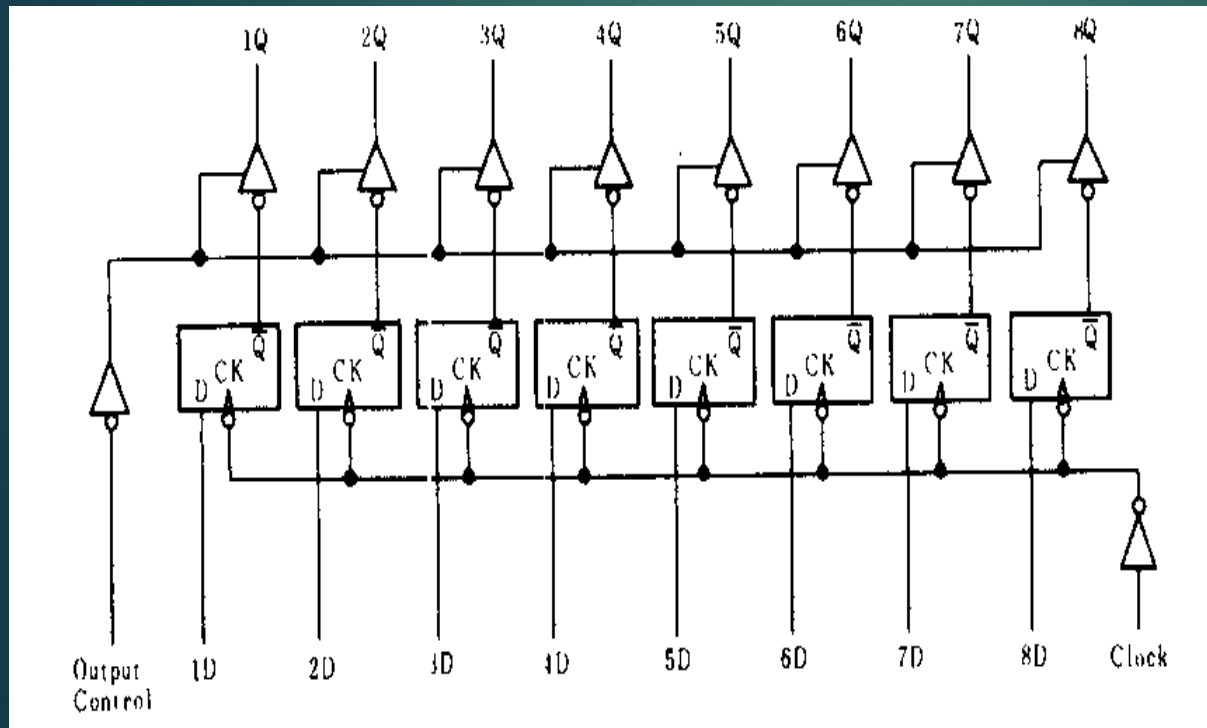 1Q 2Q 3Q 4Q 5Q 6Q 7Q 8Q
Q̅ Q̅ Q̅ Q̅ Q̅ Q̅ Q̅ Q̅
CK CK CK CK CK CK CK CK
D D D D D D D D
Output Control
1D 2D 3D 4D 5D 6D 7D 8D Clock